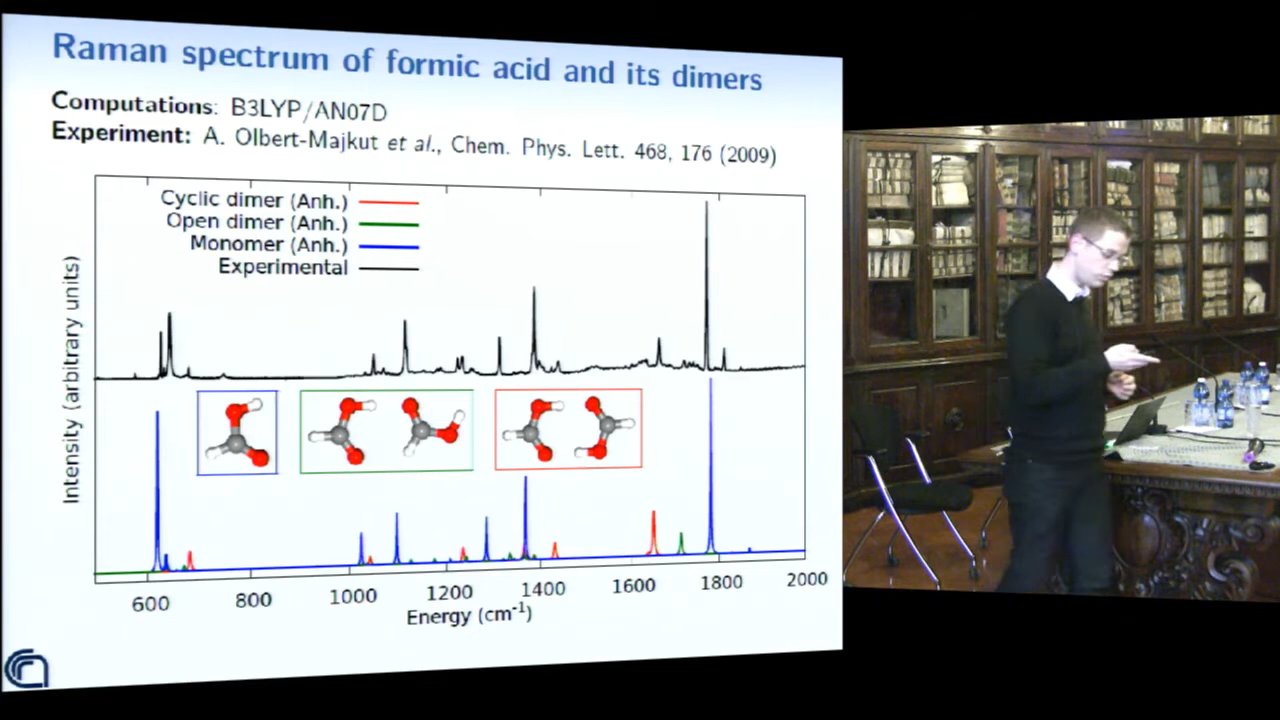 Raman spectrum of formic acid and its dimers
Computations: B3LYP/AN07D
Experiment: A. Olbert-Majkut et al., Chem. Phys. Lett. 468, 176 (2009)
Cyclic dimer (Anh.)
Open dimer (Anh.)
Monomer (Anh.)
Experimental
Intensity (arbitrary units)
600 800 1000 1200 1400 1600 1800 2000
Energy (cm⁻¹)